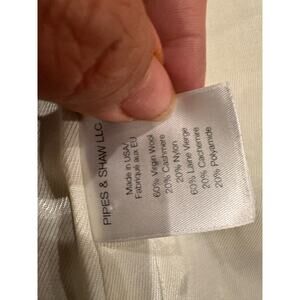 PIPES & SHAW LLC
Made in USA/
Fabriqué aux EU
60% Virgin Wool
20% Cashmere
20% Nylon
60% Laine Vierge
20% Cachemire
20% Polyamide